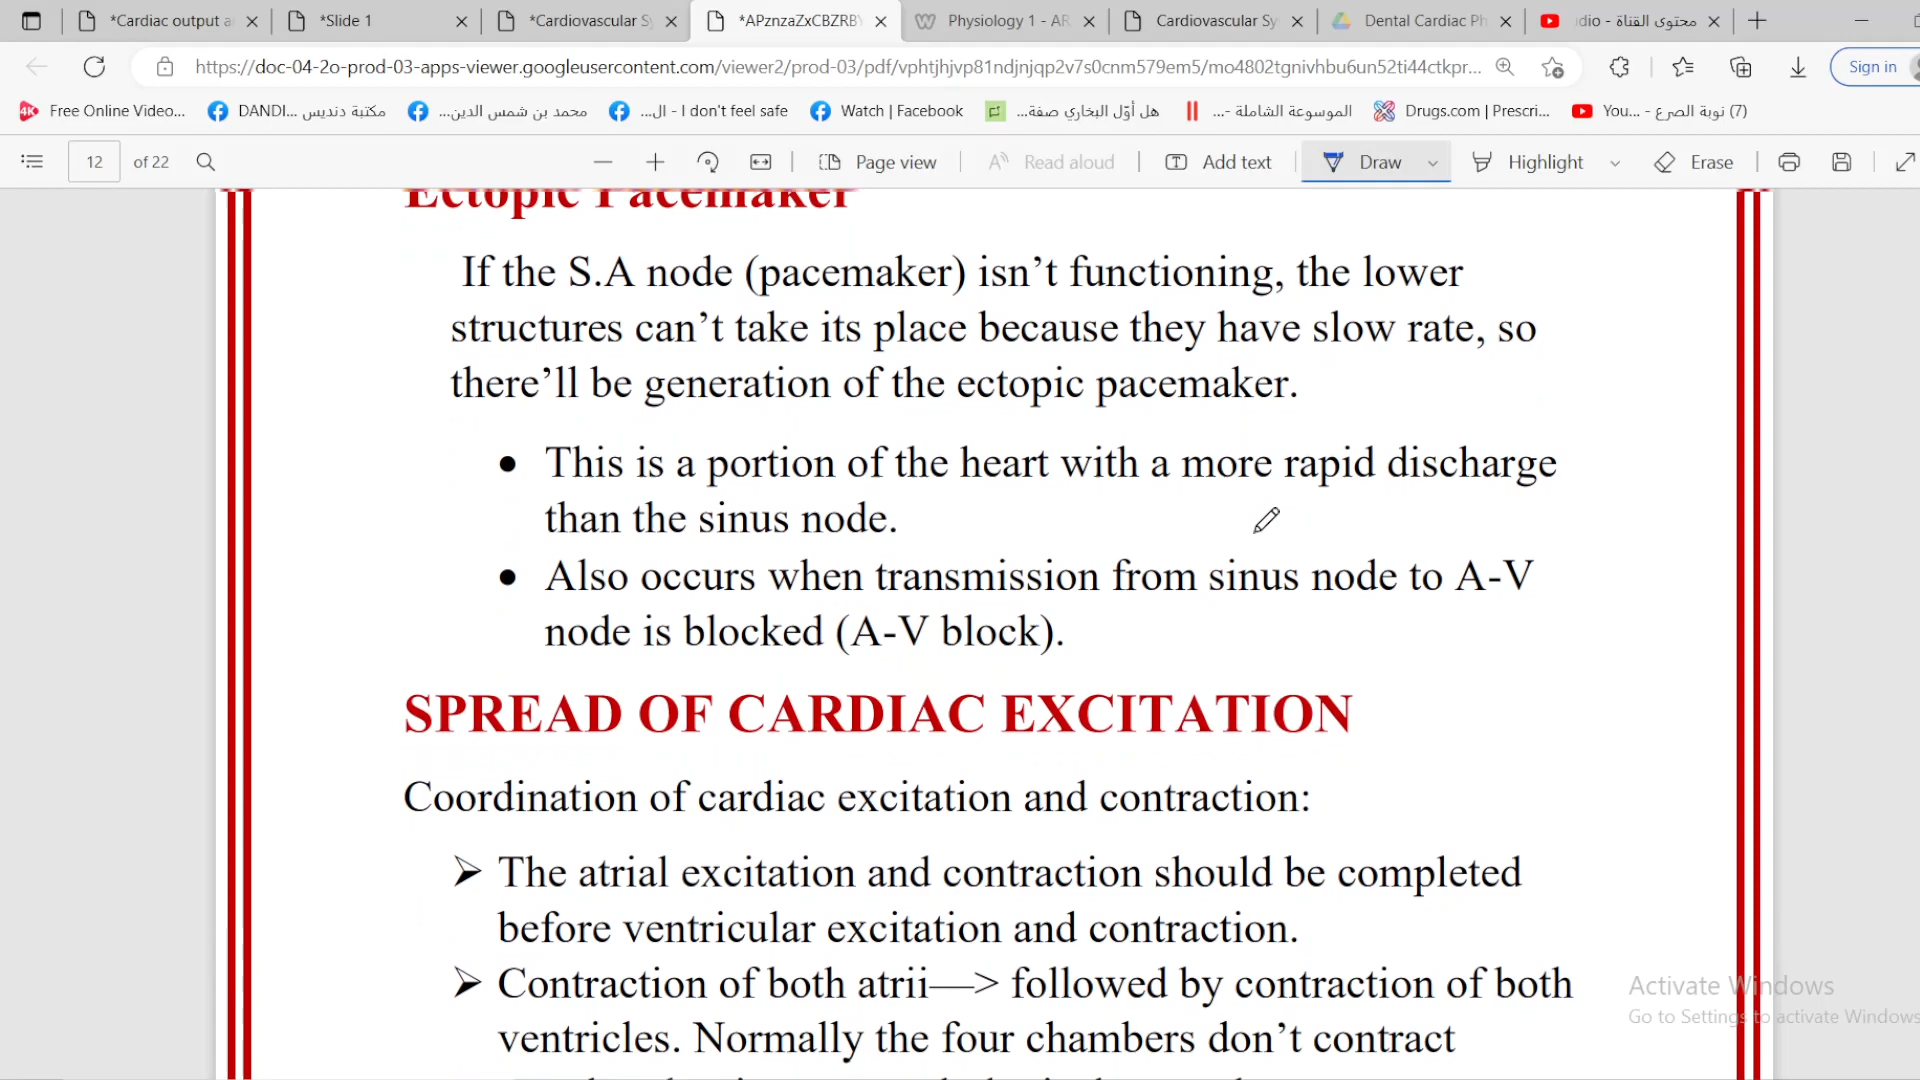 *Cardiac output a
*Slide 1
*Cardiovascular S
*APznzaZxCBZRB
Physiology 1 - AR
Cardiovascular Sy
Dental Cardiac Ph
محتوى القناة - dio
https://doc-04-2o-prod-03-apps-viewer.googleusercontent.com/viewer2/prod-03/pdf/vphtjhjvp81ndjnjqp2v7s0cnm579em5/mo4802tgnivhbu6un52ti44ctkpr...
Sign in
Free Online Video...
DANDI... مكتبة دنديس
محمد بن شمس الدين...
ال... - I don't feel safe
Watch | Facebook
هل أوّل البخاري صفة...
الموسوعة الشاملة -...
Drugs.com | Prescri...
(7) نوبة الصرع - You...
12 of 22
Page view
Read aloud
Add text
Draw
Highlight
Erase
Ectopic Pacemaker
If the S.A node (pacemaker) isn’t functioning, the lower
structures can’t take its place because they have slow rate, so
there’ll be generation of the ectopic pacemaker.
• This is a portion of the heart with a more rapid discharge
than the sinus node.
• Also occurs when transmission from sinus node to A-V
node is blocked (A-V block).
SPREAD OF CARDIAC EXCITATION
Coordination of cardiac excitation and contraction:
➢ The atrial excitation and contraction should be completed
before ventricular excitation and contraction.
➢ Contraction of both atrii—> followed by contraction of both
ventricles. Normally the four chambers don’t contract
Activate Windows
Go to Settings to activate Windows